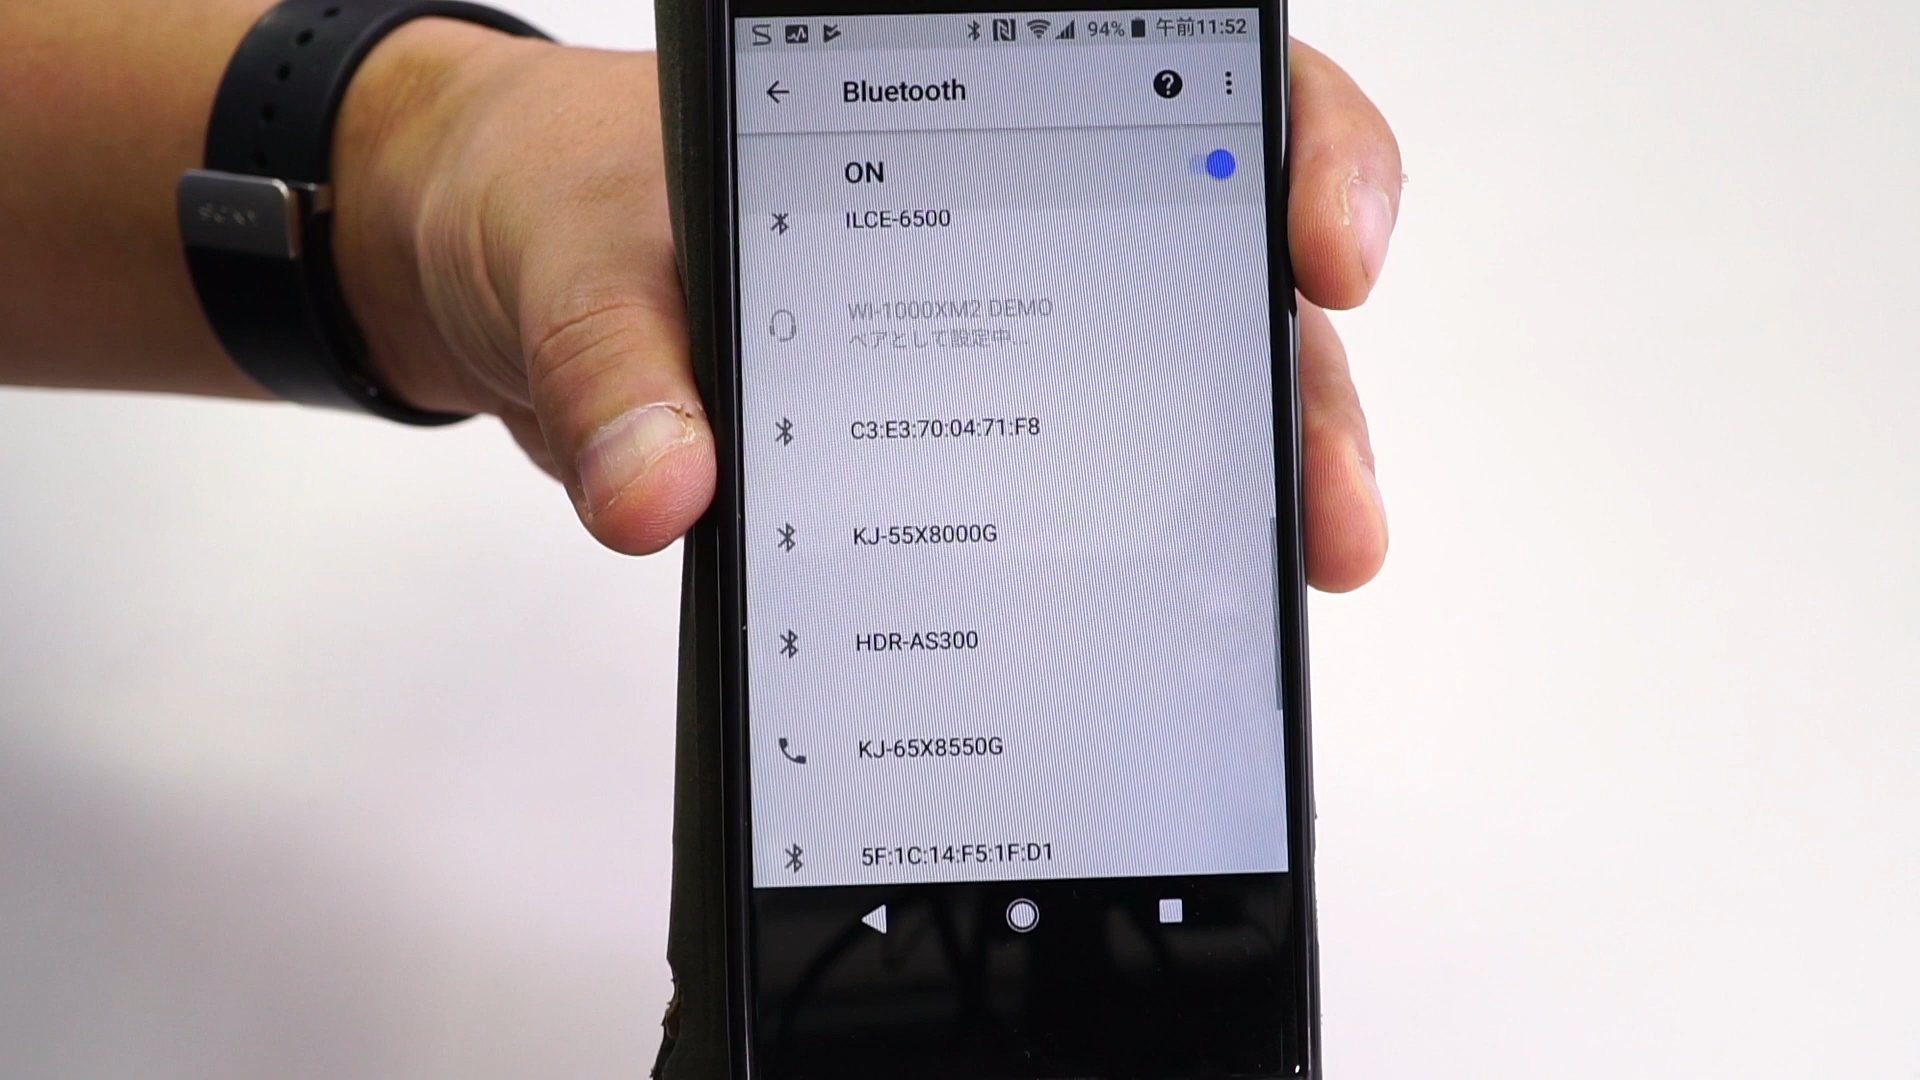 94% 午前11:52
Bluetooth
ON
ILCE-6500
WI-1000XM2 DEMO
ペアとして設定中...
C3:E3:70:04:71:F8
KJ-55X8000G
HDR-AS300
KJ-65X8550G
5F:1C:14:F5:1F:D1
SONY